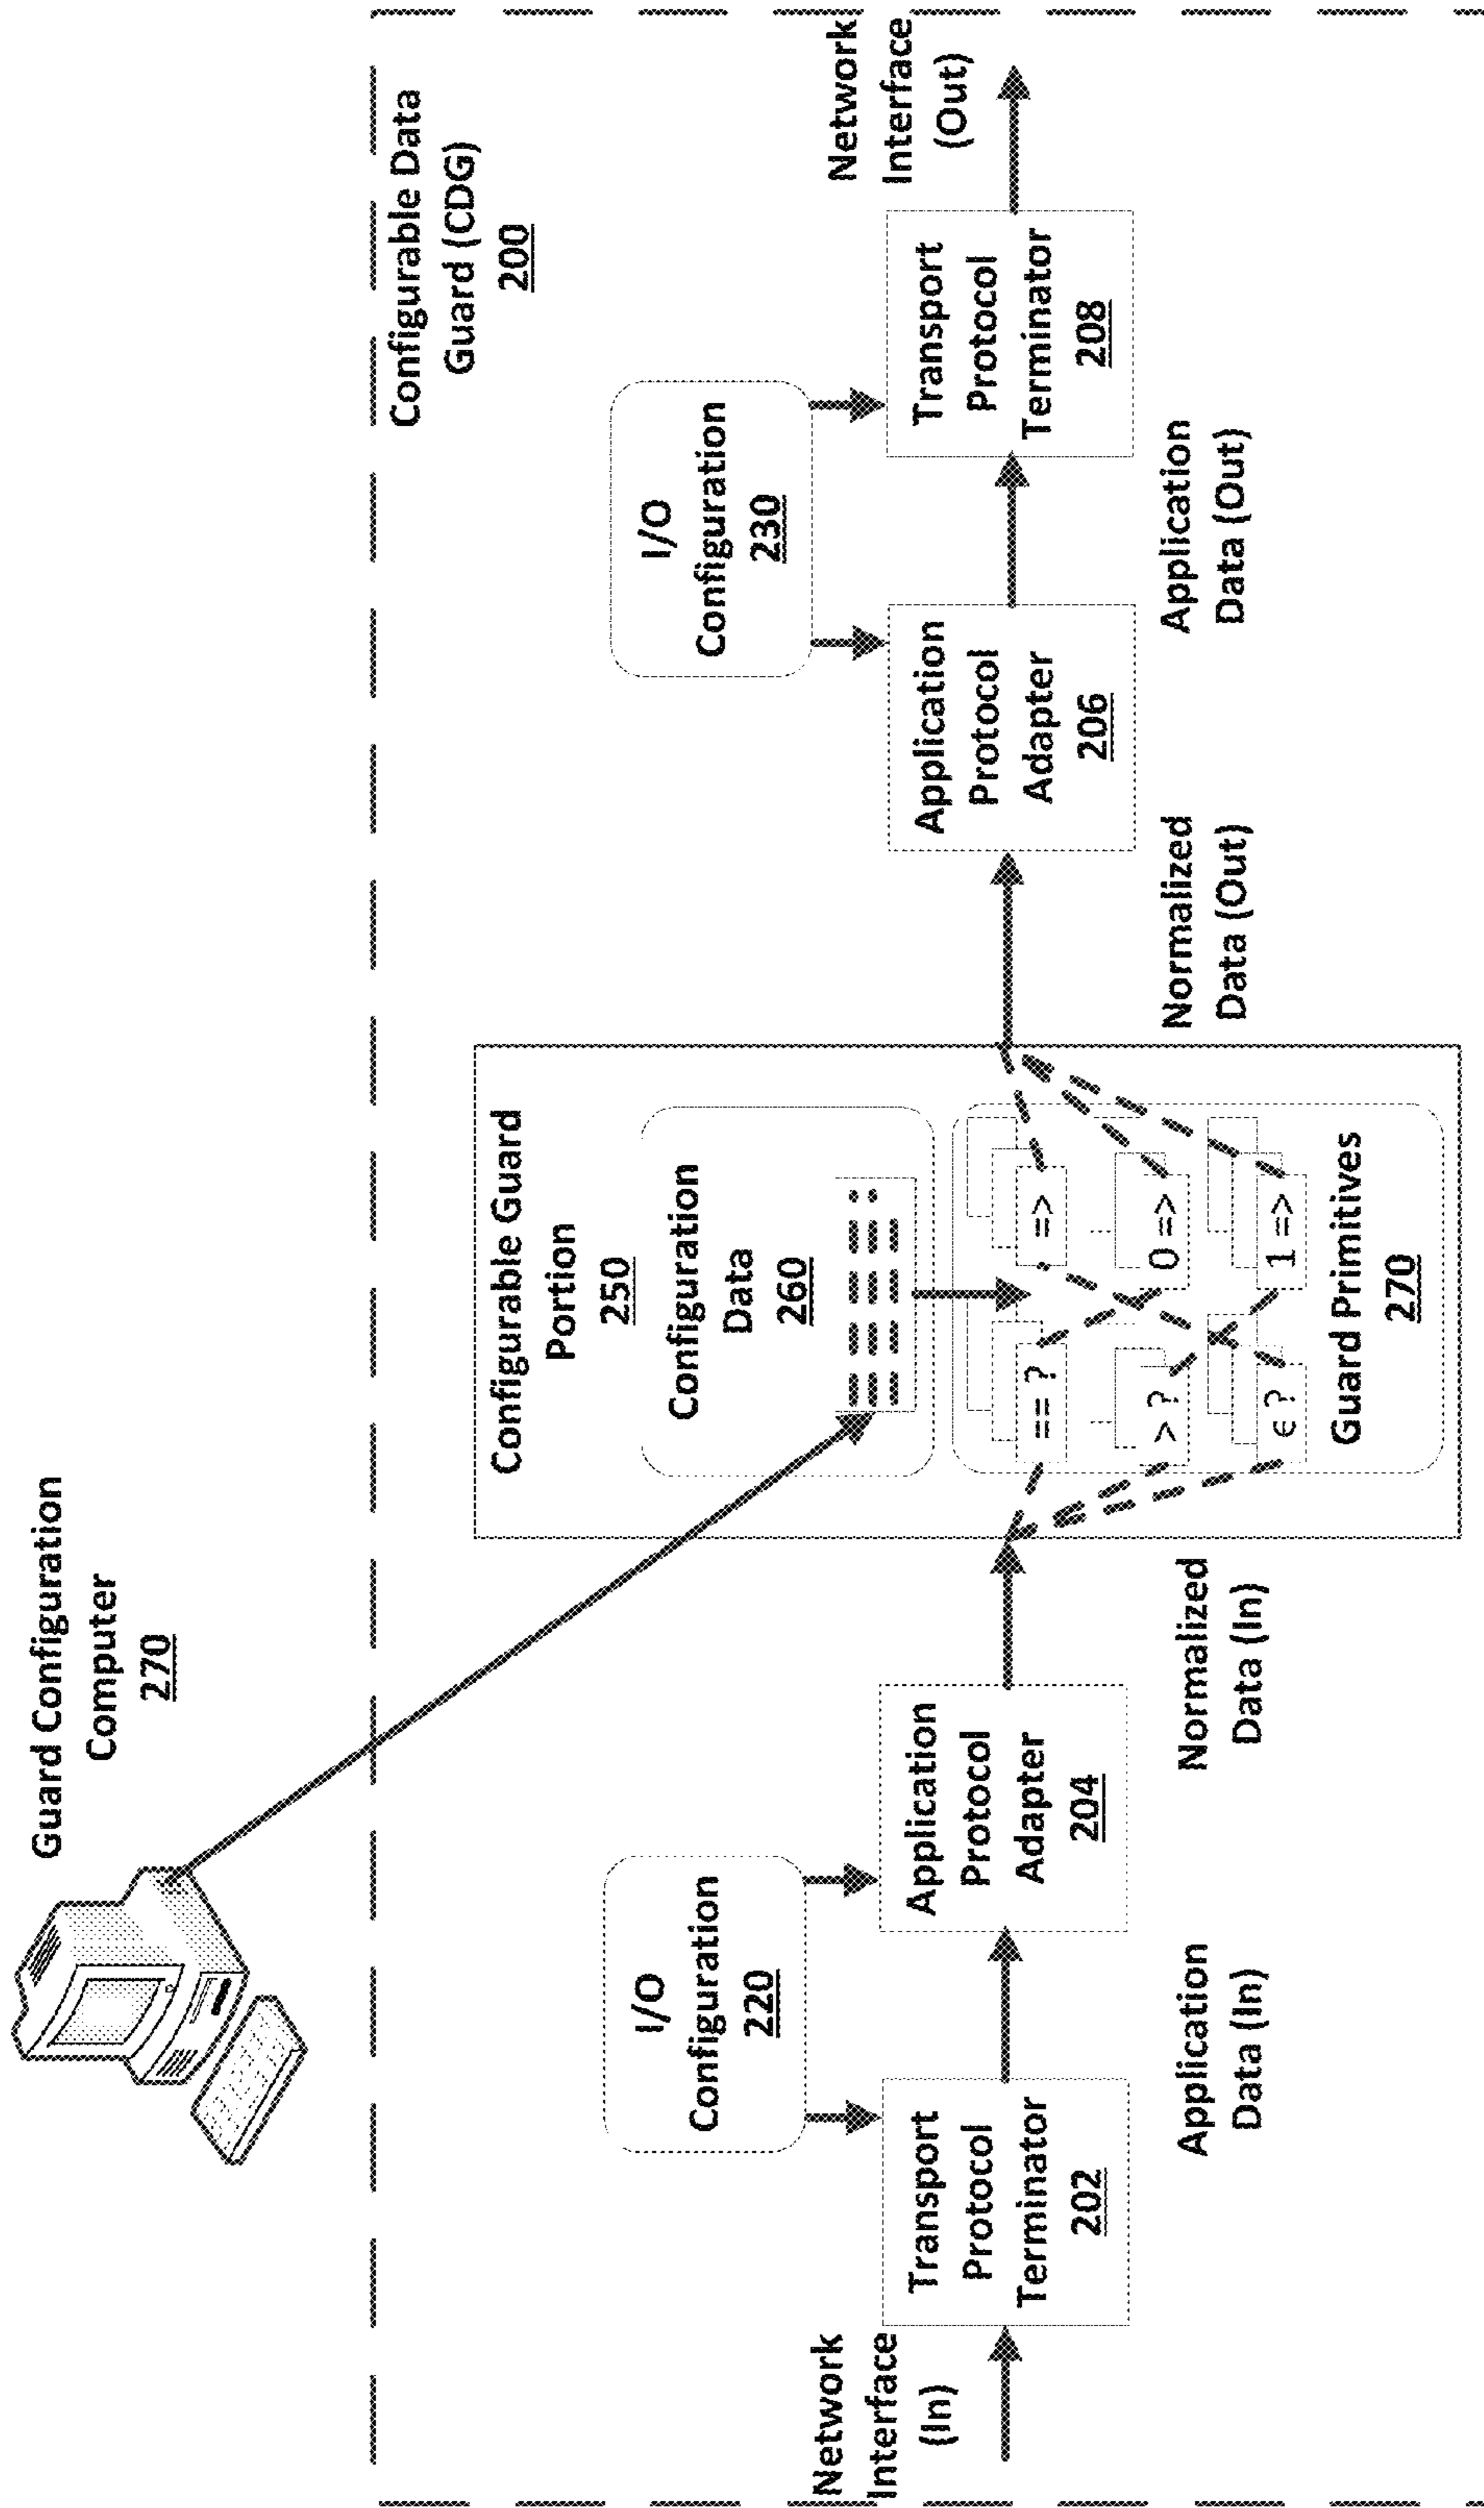 Guard Configuration
Computer
270
Configurable Data
Guard (CDG)
200
Network
Interface
(In)
Transport
Protocol
Terminator
202
I/O
Configuration
220
Application
Data (In)
Application
Protocol
Adapter
204
Normalized
Data (In)
Configurable Guard
Portion
250
Configuration
Data
260
== ?
=>
> ?
0 =>
ϵ ?
1 =>
Guard Primitives
270
Normalized
Data (Out)
Application
Protocol
Adapter
206
I/O
Configuration
230
Application
Data (Out)
Transport
Protocol
Terminator
208
Network
Interface
(Out)